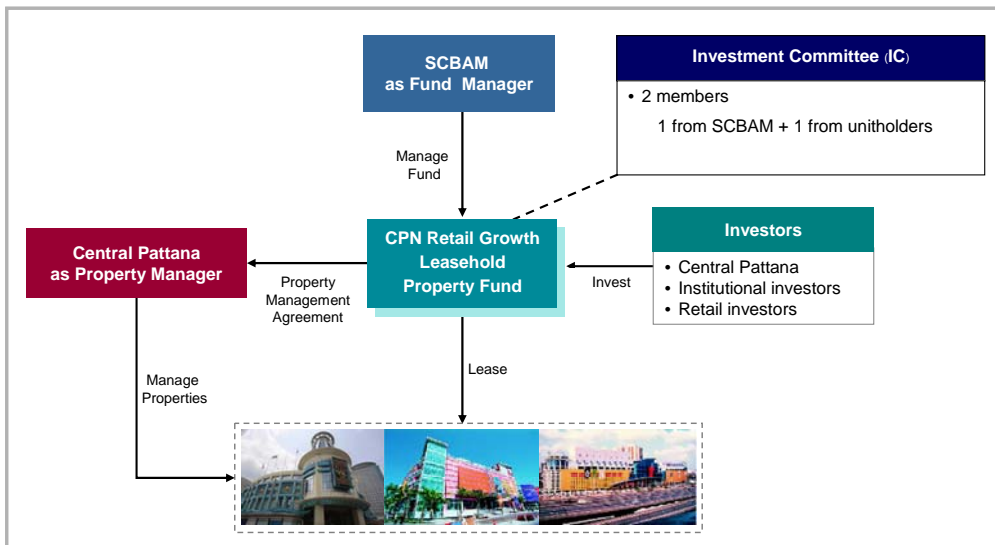 SCBAM
as Fund Manager
Investment Committee (IC)
• 2 members
1 from SCBAM + 1 from unitholders
Manage
Fund
Central Pattana
as Property Manager
CPN Retail Growth
Leasehold
Property Fund
Investors
• Central Pattana
• Institutional investors
• Retail investors
Property
Management
Agreement
Invest
Lease
Manage
Properties